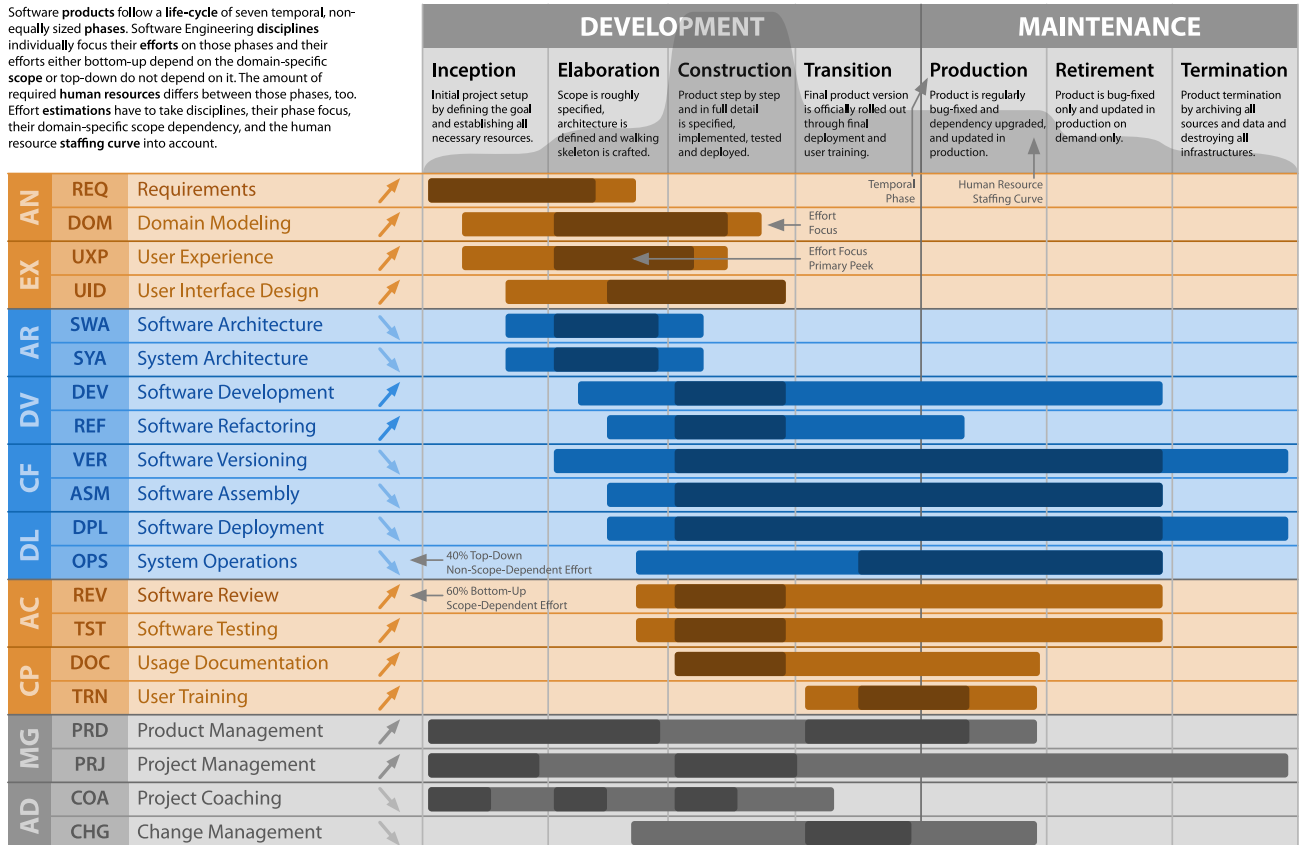 Software products follow a life-cycle of seven temporal, non-
equally sized phases. Software Engineering disciplines
individually focus their efforts on those phases and their
efforts either bottom-up depend on the domain-specific
scope or top-down do not depend on it. The amount of
required human resources differs between those phases, too.
Effort estimations have to take disciplines, their phase focus,
their domain-specific scope dependency, and the human
resource staffing curve into account.
DEVELOPMENT
MAINTENANCE
Inception
Initial project setup
by defining the goal
and establishing all
necessary resources.
Elaboration
Scope is roughly
specified,
architecture is
defined and walking
skeleton is crafted.
Construction
Product step by step
and in full detail
is specified,
implemented, tested
and deployed.
Transition
Final product version
is officially rolled out
through final
deployment and
user training.
Production
Product is regularly
bug-fixed and
dependency upgraded,
and updated in
production.
Retirement
Product is bug-fixed
only and updated in
production on
demand only.
Termination
Product termination
by archiving all
sources and data and
destroying all
infrastructures.
Temporal
Phase
Human Resource
Staffing Curve
AN
REQ Requirements
DOM Domain Modeling
Effort
Focus
EX
UXP User Experience
Effort Focus
Primary Peek
UID User Interface Design
AR
SWA Software Architecture
SYA System Architecture
DV
DEV Software Development
REF Software Refactoring
CF
VER Software Versioning
ASM Software Assembly
DL
DPL Software Deployment
OPS System Operations
40% Top-Down
Non-Scope-Dependent Effort
AC
REV Software Review
60% Bottom-Up
Scope-Dependent Effort
TST Software Testing
CP
DOC Usage Documentation
TRN User Training
MG
PRD Product Management
PRJ Project Management
AD
COA Project Coaching
CHG Change Management